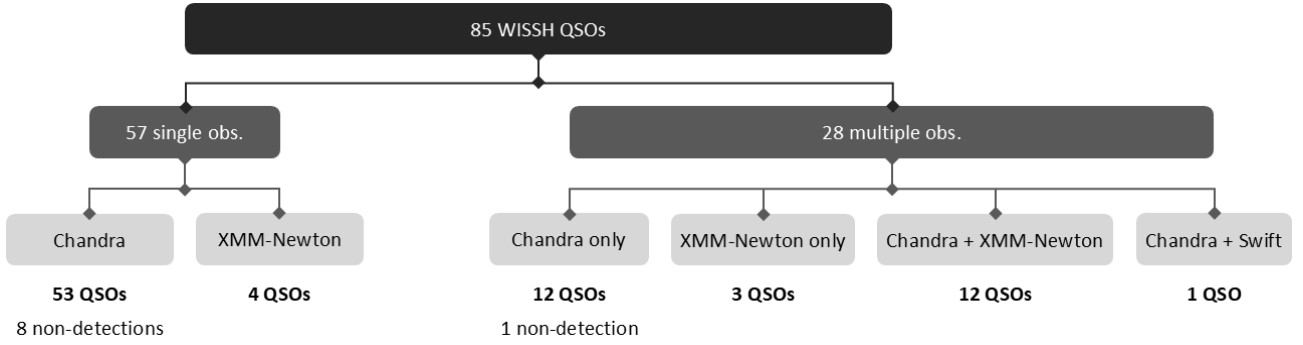 85 WISSH QSOs
57 single obs.
28 multiple obs.
Chandra
XMM-Newton
Chandra only
XMM-Newton only
Chandra + XMM-Newton
Chandra + Swift
53 QSOs
4 QSOs
12 QSOs
3 QSOs
12 QSOs
1 QSO
8 non-detections
1 non-detection